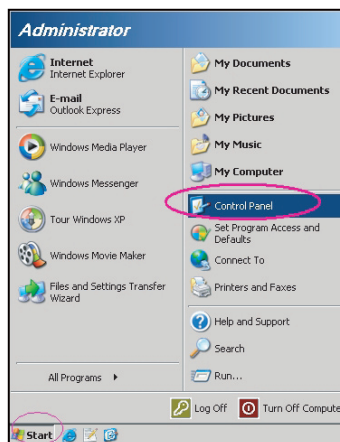 Administrator
Internet
Internet Explorer
E-mail
Outlook Express
Windows Media Player
Windows Messenger
Tour Windows XP
Windows Movie Maker
Files and Settings Transfer
Wizard
All Programs
My Documents
My Recent Documents
My Pictures
My Music
My Computer
Control Panel
Set Program Access and
Defaults
Connect To
Printers and Faxes
Help and Support
Search
Run...
Log Off
Turn Off Compute
Start